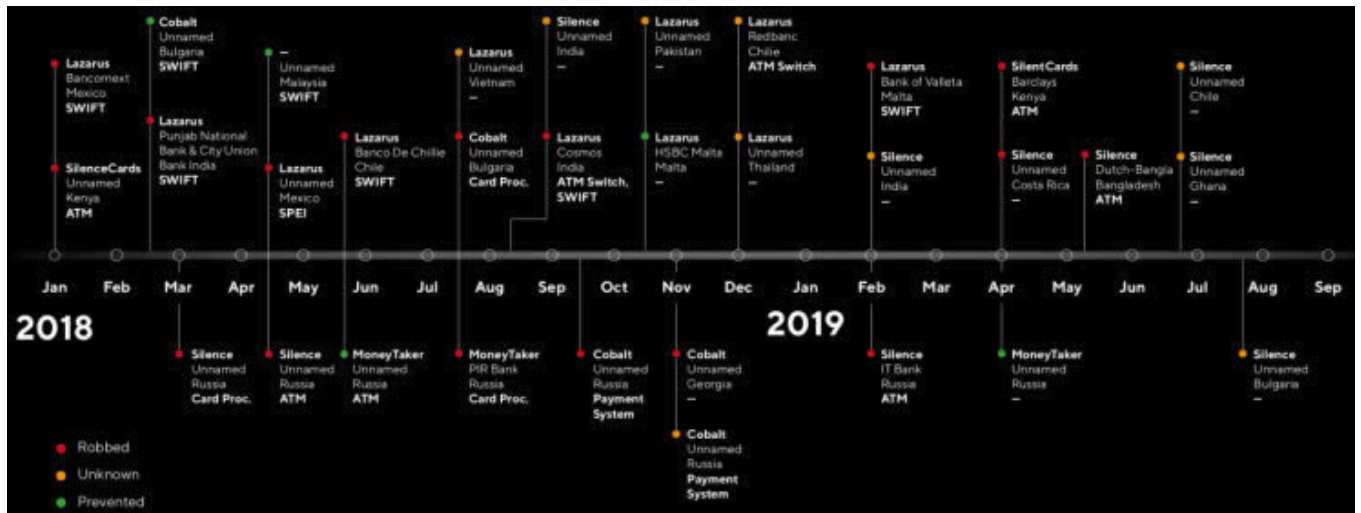 Cobalt
Unnamed
Bulgaria
SWIFT
Lazarus
Bancomext
Mexico
SWIFT
Lazarus
Punjab National
Bank & City Union
Bank India
SWIFT
SilenceCards
Unnamed
Kenya
ATM
—
Unnamed
Malaysia
SWIFT
Lazarus
Unnamed
Mexico
SPEI
Lazarus
Banco De Chillie
Chile
SWIFT
Lazarus
Unnamed
Vietnam
—
Cobalt
Unnamed
Bulgaria
Card Proc.
Silence
Unnamed
India
—
Lazarus
Cosmos
India
ATM Switch,
SWIFT
Lazarus
Unnamed
Pakistan
—
Lazarus
HSBC Malta
Malta
—
Lazarus
Redbanc
Chilie
ATM Switch
Lazarus
Unnamed
Thailand
—
Lazarus
Bank of Valleta
Malta
SWIFT
Silence
Unnamed
India
—
SilentCards
Barclays
Kenya
ATM
Silence
Unnamed
Costa Rica
—
Silence
Dutch-Bangla
Bangladesh
ATM
Silence
Unnamed
Chile
—
Silence
Unnamed
Ghana
—
Jan Feb Mar Apr May Jun Jul Aug Sep Oct Nov Dec Jan Feb Mar Apr May Jun Jul Aug Sep
2018 2019
Silence
Unnamed
Russia
Card Proc.
Silence
Unnamed
Russia
ATM
MoneyTaker
Unnamed
Russia
ATM
MoneyTaker
PIR Bank
Russia
Card Proc.
Cobalt
Unnamed
Russia
Payment
System
Cobalt
Unnamed
Georgia
—
Cobalt
Unnamed
Russia
Payment
System
Silence
IT Bank
Russia
ATM
MoneyTaker
Unnamed
Russia
—
Silence
Unnamed
Bulgaria
—
Robbed
Unknown
Prevented